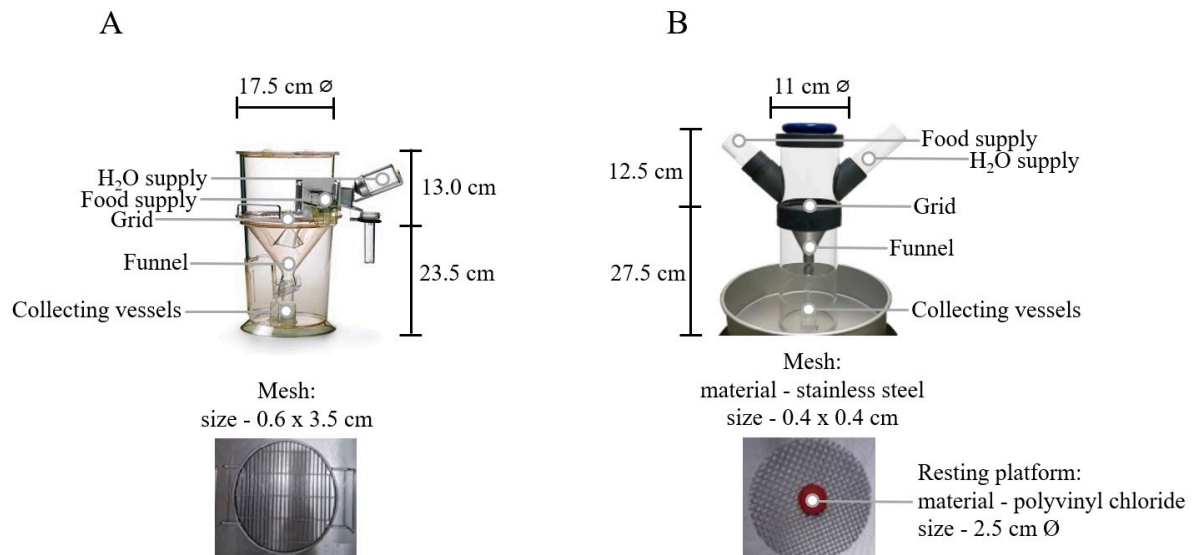 A
17.5 cm ⌀
H₂O supply
Food supply
Grid
Funnel
Collecting vessels
13.0 cm
23.5 cm
Mesh:
size - 0.6 x 3.5 cm
B
11 cm ⌀
Food supply
H₂O supply
Grid
Funnel
Collecting vessels
12.5 cm
27.5 cm
Mesh:
material - stainless steel
size - 0.4 x 0.4 cm
Resting platform:
material - polyvinyl chloride
size - 2.5 cm Ø